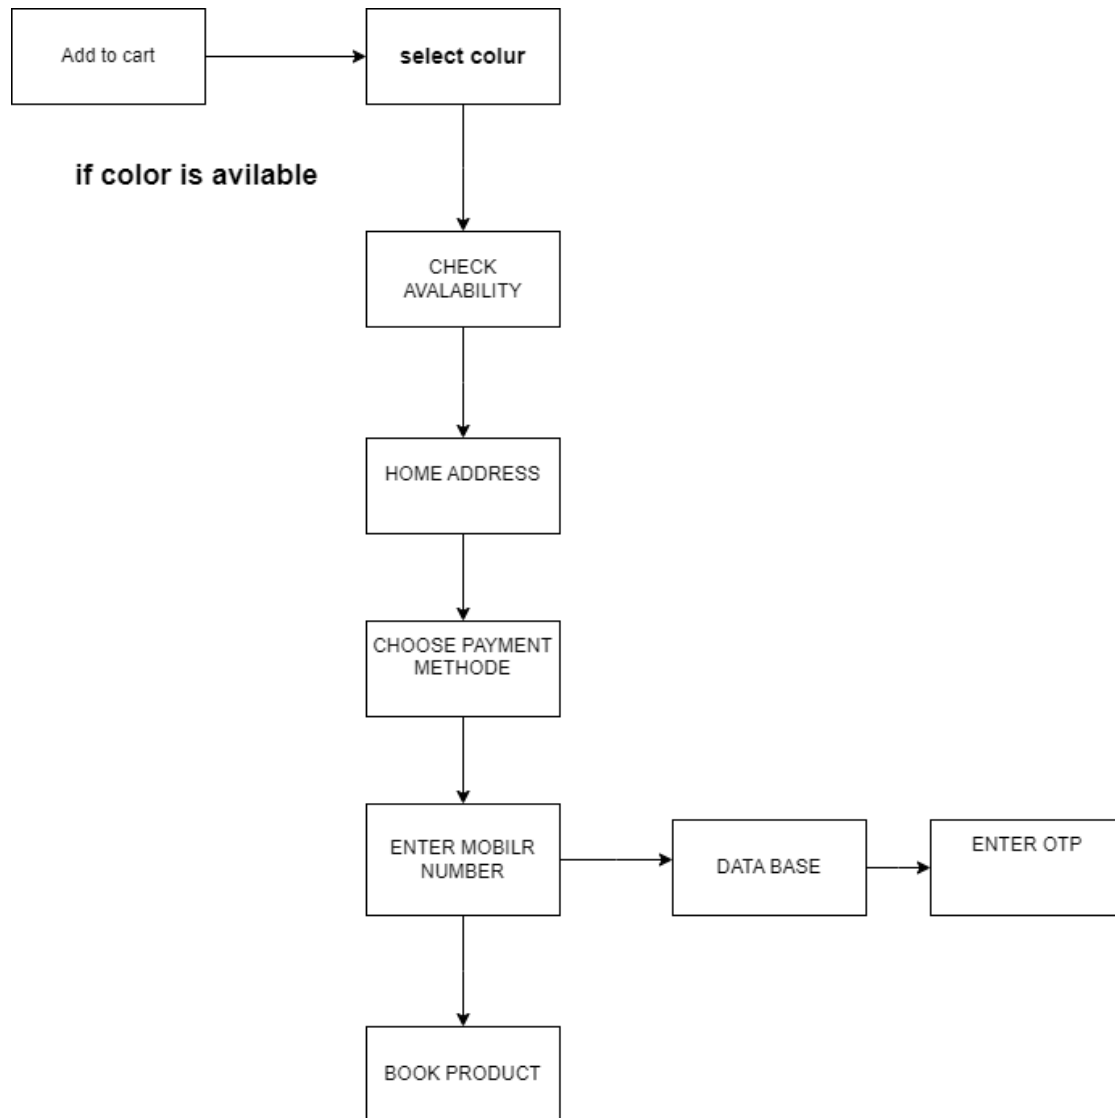 Add to cart
select colur
if color is avilable
CHECK
AVALABILITY
HOME ADDRESS
CHOOSE PAYMENT
METHODE
ENTER MOBILR
NUMBER
DATA BASE
ENTER OTP
BOOK PRODUCT